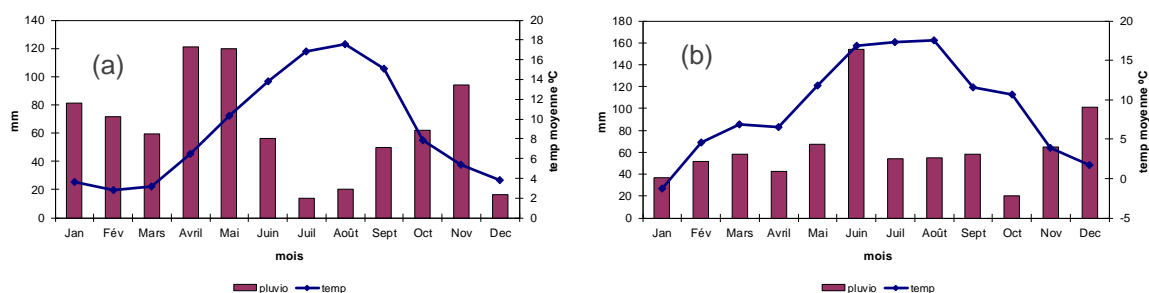 (a)
mm
140
120
100
80
60
40
20
0
20
18
16
14
12
10
8
6
4
2
0
temp moyenne ºC
Jan Fév Mars Avril Mai Juin Juil Août Sept Oct Nov Dec
mois
pluvio temp
(b)
mm
180
160
140
120
100
80
60
40
20
0
20
15
10
5
0
-5
temp moyenne ºC
Jan Fév Mars Avril Mai Juin Juil Août Sept Oct Nov Dec
mois
pluvio temp